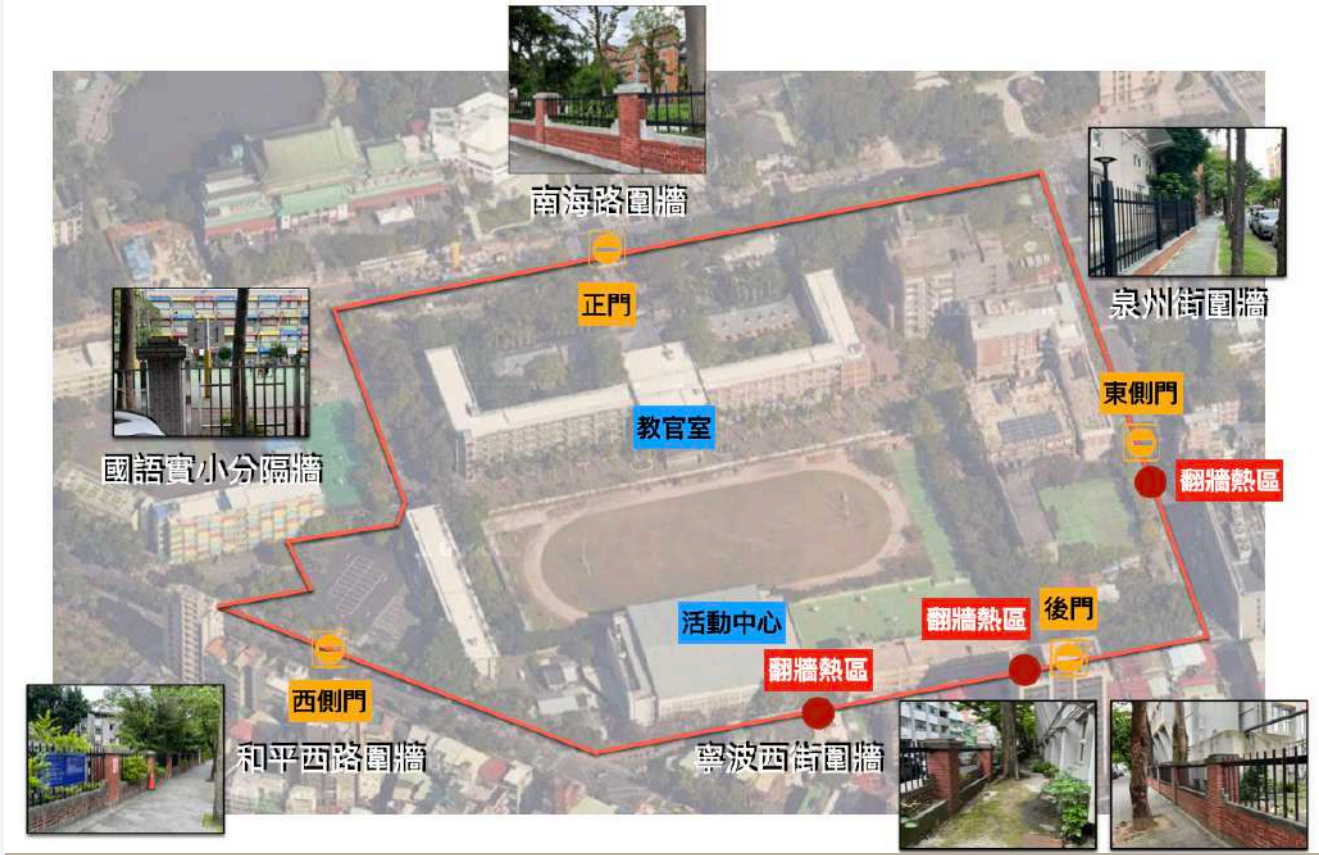 南海路圍牆
正門
泉州街圍牆
東側門
教官室
國語實小分隔牆
翻牆熱區
活動中心
翻牆熱區
後門
翻牆熱區
西側門
和平西路圍牆
寧波西街圍牆